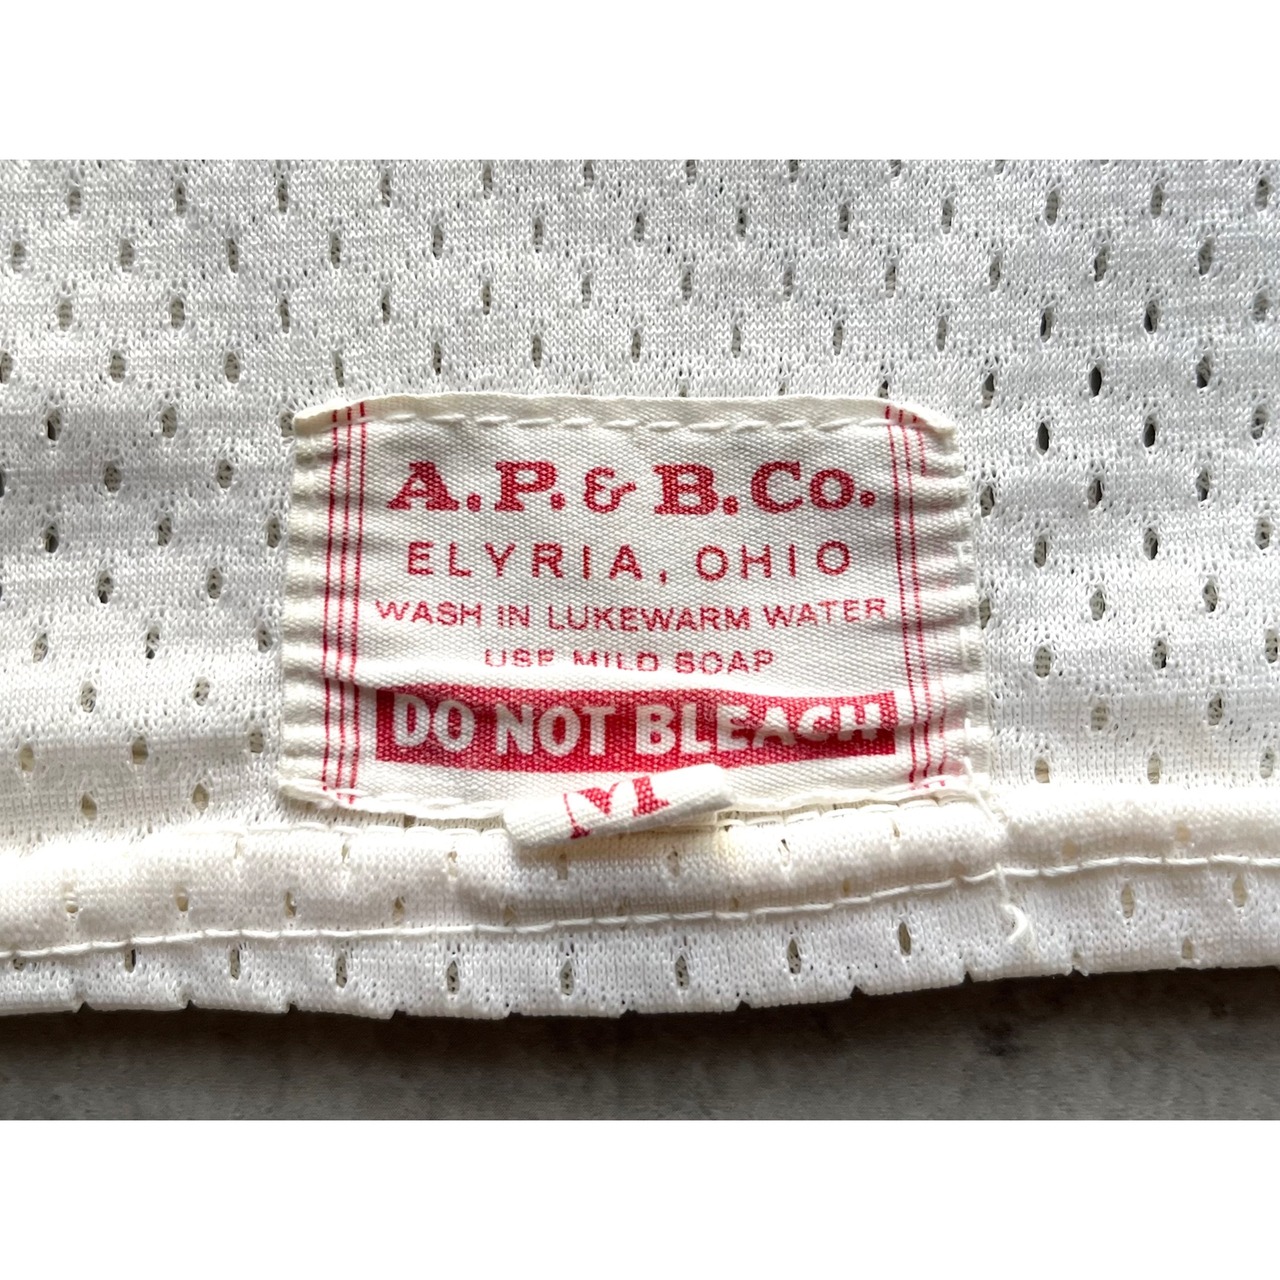 A.P. & B. Co.
ELYRIA, OHIO
WASH IN LUKEWARM WATER
USE MILD SOAP
DO NOT BLEACH
M